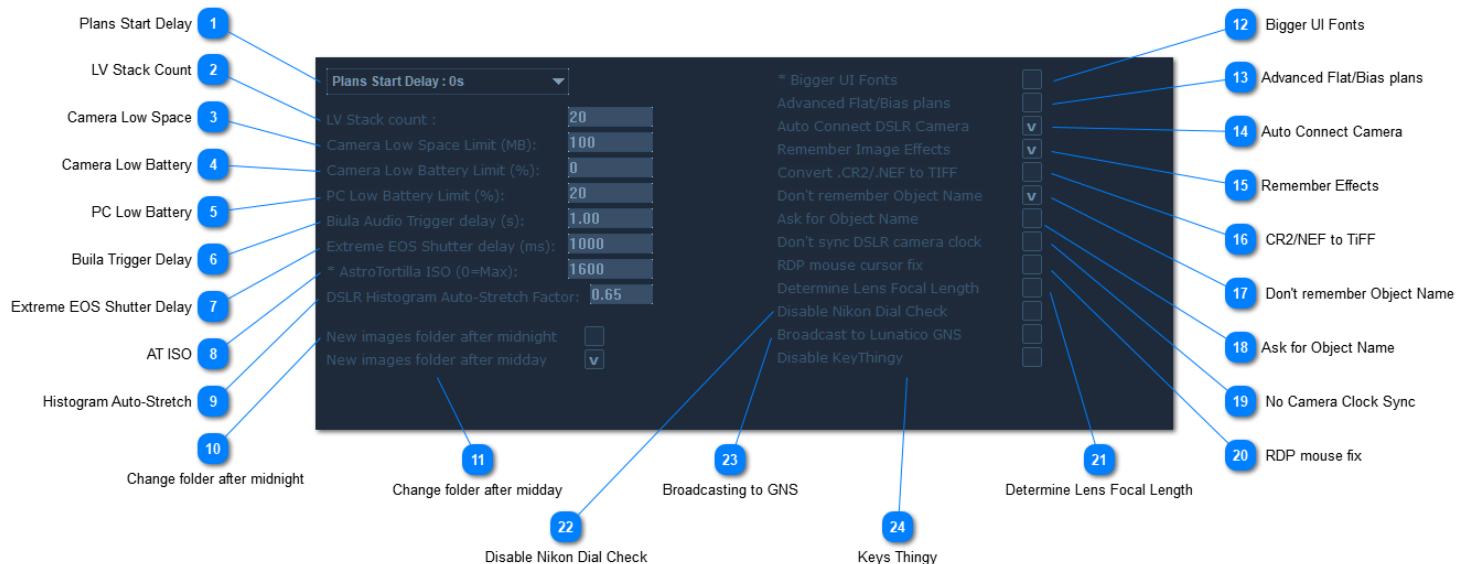 Plans Start Delay 1
LV Stack Count 2
Camera Low Space 3
Camera Low Battery 4
PC Low Battery 5
Buila Trigger Delay 6
Extreme EOS Shutter Delay 7
AT ISO 8
Histogram Auto-Stretch 9
10
Change folder after midnight
Plans Start Delay : 0s
LV Stack count : 20
Camera Low Space Limit (MB): 100
Camera Low Battery Limit (%): 0
PC Low Battery Limit (%): 20
Biula Audio Trigger delay (s): 1.00
Extreme EOS Shutter delay (ms): 1000
* AstroTortilla ISO (0=Max): 1600
DSLR Histogram Auto-Stretch Factor: 0.65
New images folder after midnight
New images folder after midday v
* Bigger UI Fonts
Advanced Flat/Bias plans
Auto Connect DSLR Camera v
Remember Image Effects v
Convert .CR2/.NEF to TIFF
Don't remember Object Name v
Ask for Object Name
Don't sync DSLR camera clock
RDP mouse cursor fix
Determine Lens Focal Length
Disable Nikon Dial Check
Broadcast to Lunatico GNS
Disable KeyThingy
12 Bigger UI Fonts
13 Advanced Flat/Bias plans
14 Auto Connect Camera
15 Remember Effects
16 CR2/NEF to TiFF
17 Don't remember Object Name
18 Ask for Object Name
19 No Camera Clock Sync
20 RDP mouse fix
11
Change folder after midday
23
Broadcasting to GNS
21
Determine Lens Focal Length
22
Disable Nikon Dial Check
24
Keys Thingy